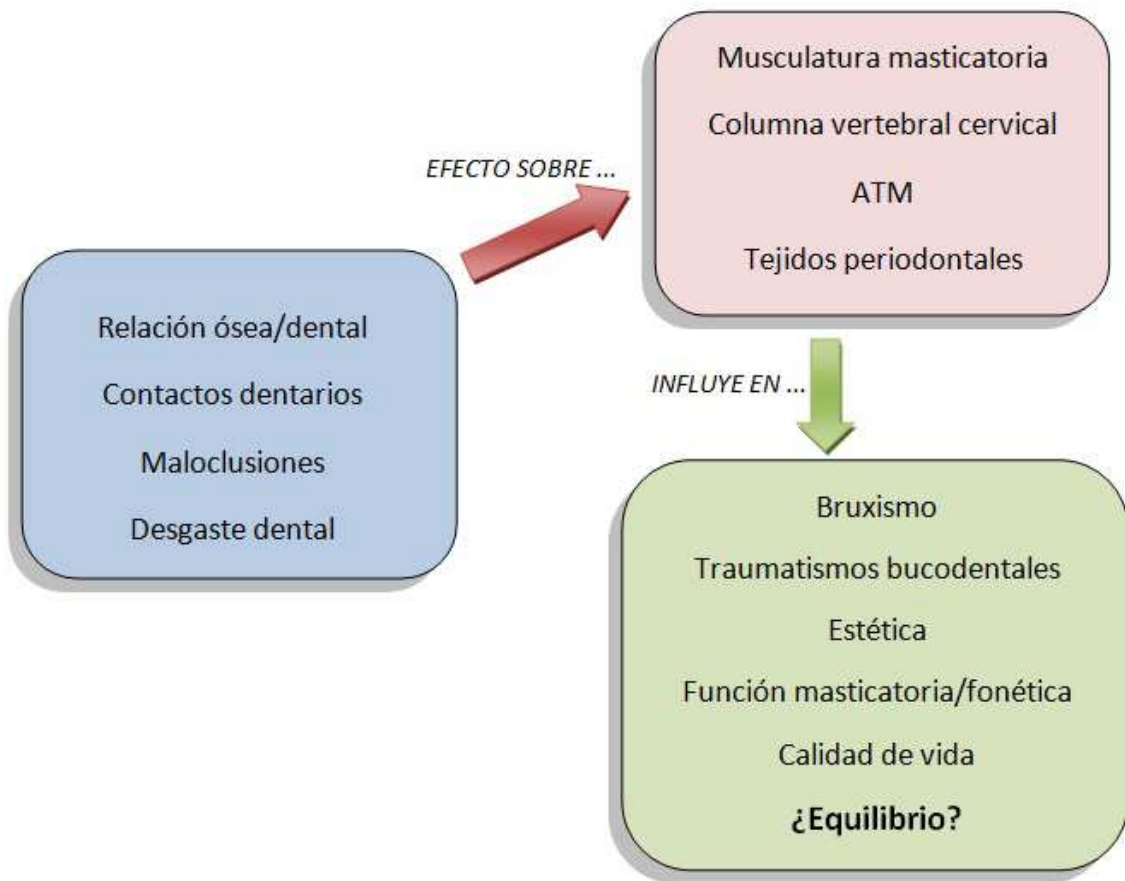 Musculatura masticatoria
Columna vertebral cervical
ATM
Tejidos periodontales
EFECTO SOBRE ...
Relación ósea/dental
Contactos dentarios
Maloclusiones
Desgaste dental
INFLUYE EN ...
Bruxismo
Traumatismos bucodentales
Estética
Función masticatoria/fonética
Calidad de vida
¿Equilibrio?